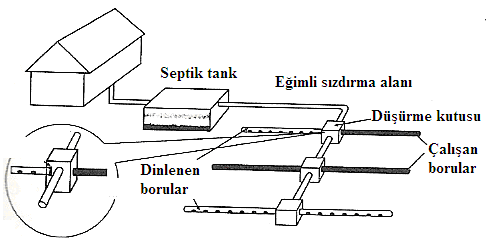 Septik tank
Eğimli sızdırma alanı
Düşürme kutusu
Çalışan
borular
Dinlenen
borular